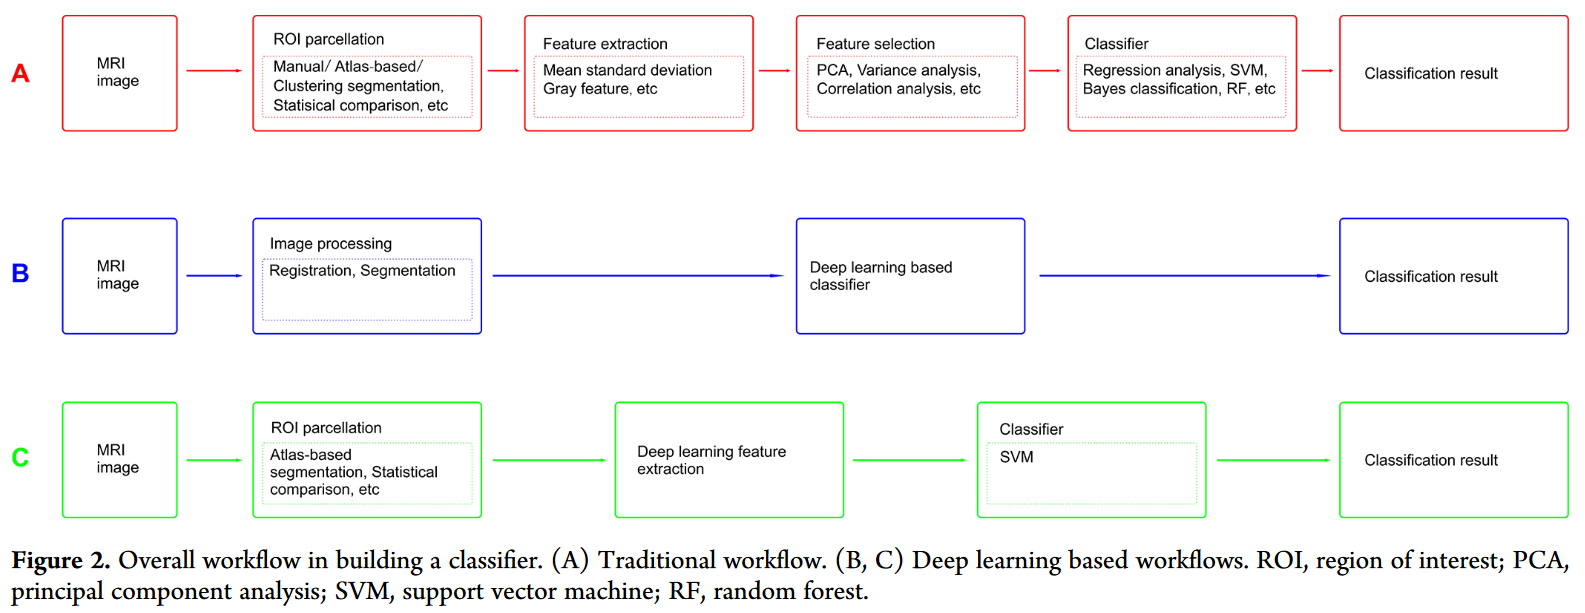 A
MRI
image
ROI parcellation
Manual/ Atlas-based/
Clustering segmentation,
Statisical comparison, etc
Feature extraction
Mean standard deviation
Gray feature, etc
Feature selection
PCA, Variance analysis,
Correlation analysis, etc
Classifier
Regression analysis, SVM,
Bayes classification, RF, etc
Classification result
B
MRI
image
Image processing
Registration, Segmentation
Deep learning based
classifier
Classification result
C
MRI
image
ROI parcellation
Atlas-based
segmentation, Statistical
comparison, etc
Deep learning feature
extraction
Classifier
SVM
Classification result
Figure 2. Overall workflow in building a classifier. (A) Traditional workflow. (B, C) Deep learning based workflows. ROI, region of interest; PCA,
principal component analysis; SVM, support vector machine; RF, random forest.